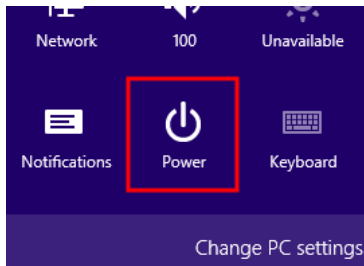 Network 100 Unavailable
Notifications Power Keyboard
Change PC settings